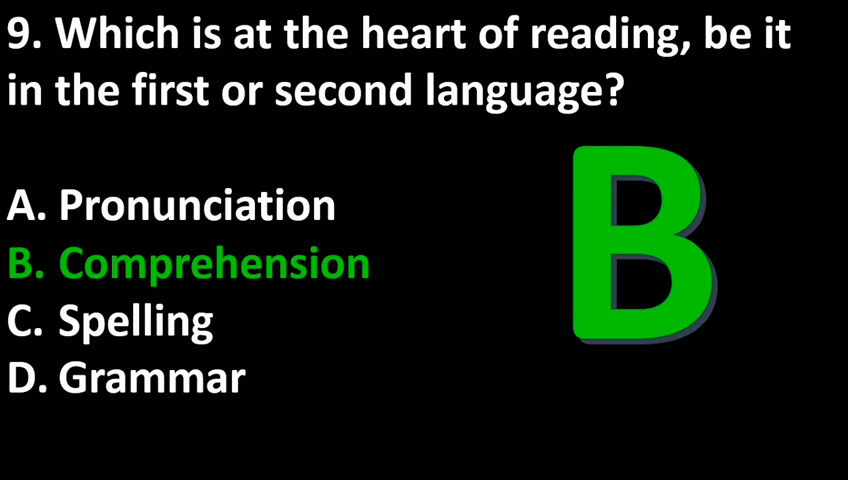 9. Which is at the heart of reading, be it
in the first or second language?
A. Pronunciation
B. Comprehension
C. Spelling
D. Grammar
B